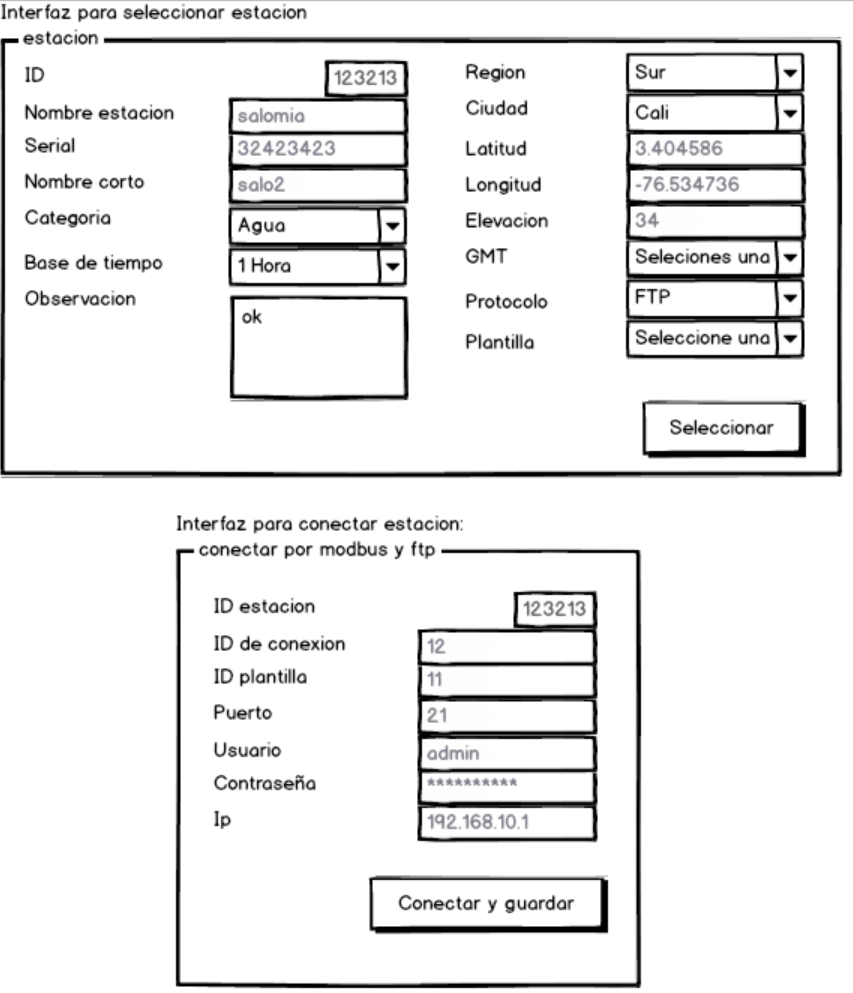 Interfaz para seleccionar estacion
estacion
ID 123213
Nombre estacion salomia
Serial 32423423
Nombre corto salo2
Categoria Agua
Base de tiempo 1 Hora
Observacion ok
Region Sur
Ciudad Cali
Latitud 3.404586
Longitud -76.534736
Elevacion 34
GMT Seleciones una
Protocolo FTP
Plantilla Seleccione una
Seleccionar
Interfaz para conectar estacion:
conectar por modbus y ftp
ID estacion 123213
ID de conexion 12
ID plantilla 11
Puerto 21
Usuario admin
Contraseña **********
Ip 192.168.10.1
Conectar y guardar